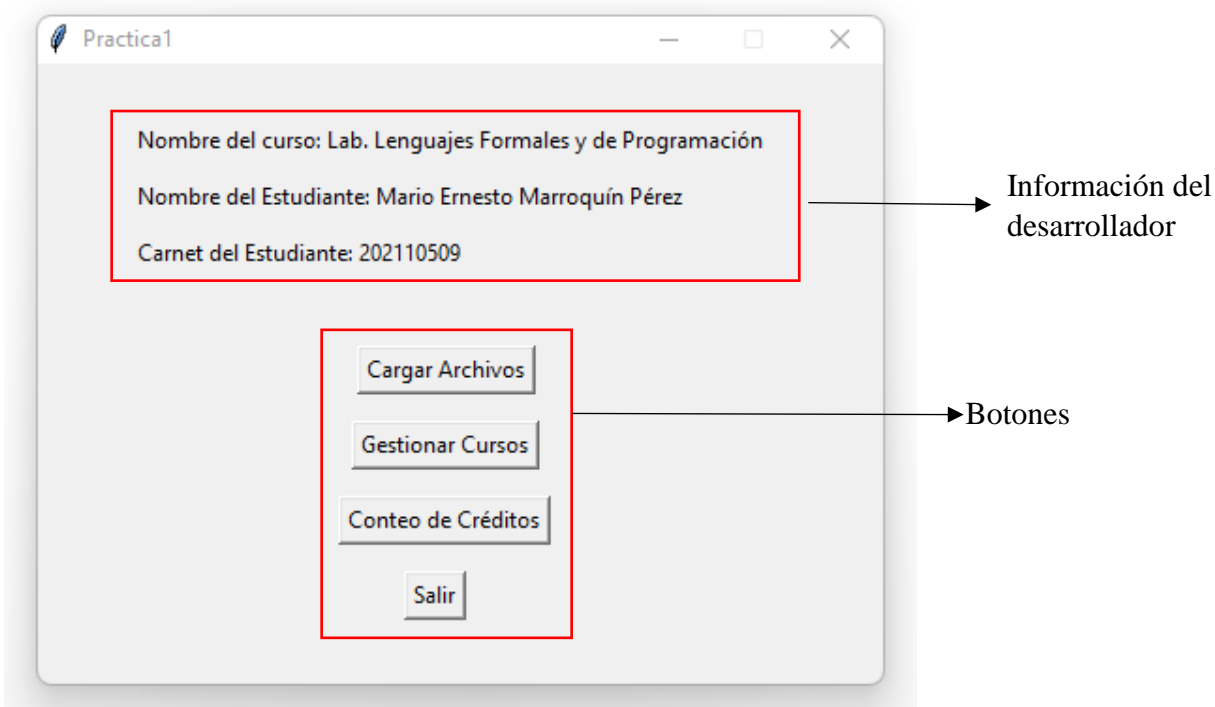 Practica1
Nombre del curso: Lab. Lenguajes Formales y de Programación
Nombre del Estudiante: Mario Ernesto Marroquín Pérez
Carnet del Estudiante: 202110509
Información del
desarrollador
Cargar Archivos
Gestionar Cursos
Conteo de Créditos
Salir
Botones